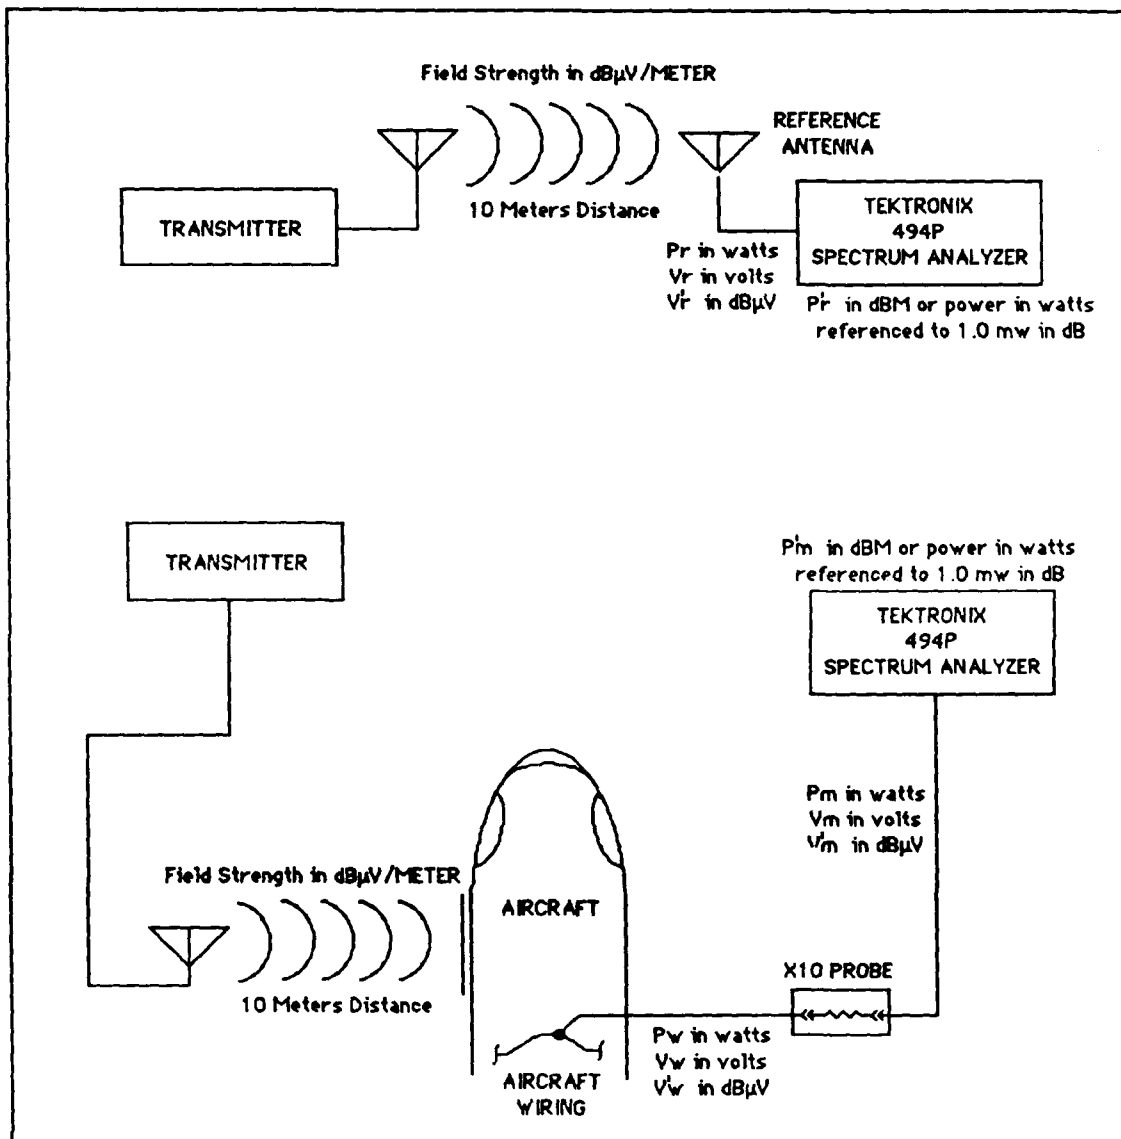 Field Strength in dBµV/METER
REFERENCE
ANTENNA
10 Meters Distance
TRANSMITTER
TEKTRONIX
494P
SPECTRUM ANALYZER
Pr in watts
Vr in volts
V'r in dBµV
P'r in dBM or power in watts
referenced to 1.0 mw in dB
TRANSMITTER
P'm in dBM or power in watts
referenced to 1.0 mw in dB
TEKTRONIX
494P
SPECTRUM ANALYZER
Pm in watts
Vm in volts
V'm in dBµV
Field Strength in dBµV/METER
AIRCRAFT
10 Meters Distance
X10 PROBE
Pw in watts
Vw in volts
V'w in dBµV
AIRCRAFT
WIRING